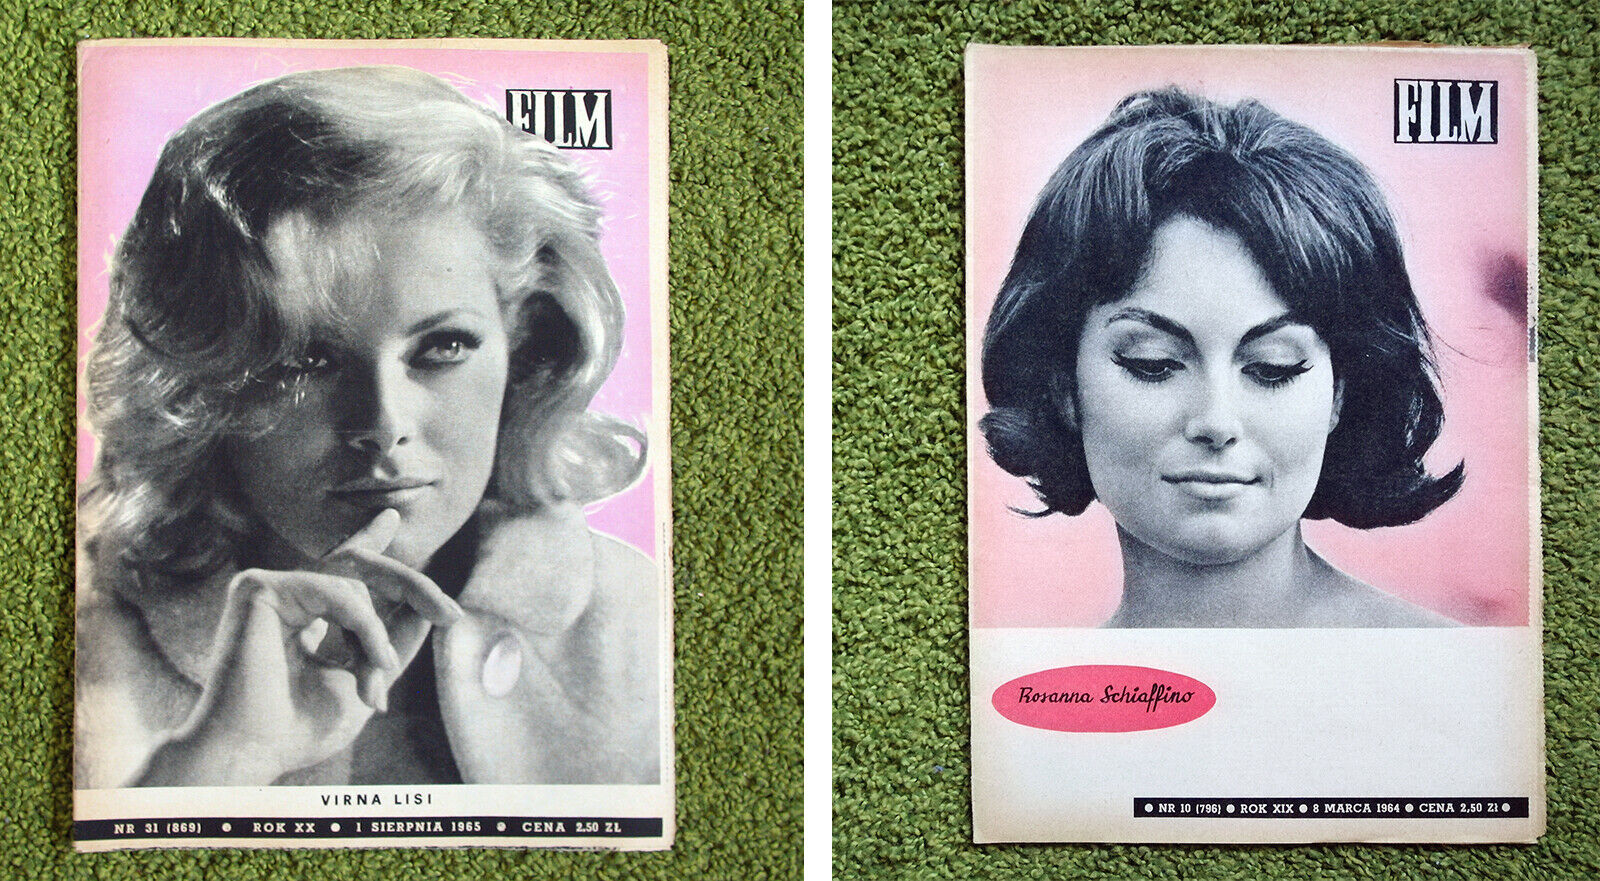 FILM
VIRNA LISI
NR 31 (869) ● ROK XX ● 1 SIERPNIA 1965 ● CENA 2.50 ZŁ
FILM
Rosanna Schiaffino
● NR 10 (796) ● ROK XIX ● 8 MARCA 1964 ● CENA 2,50 Zł ●